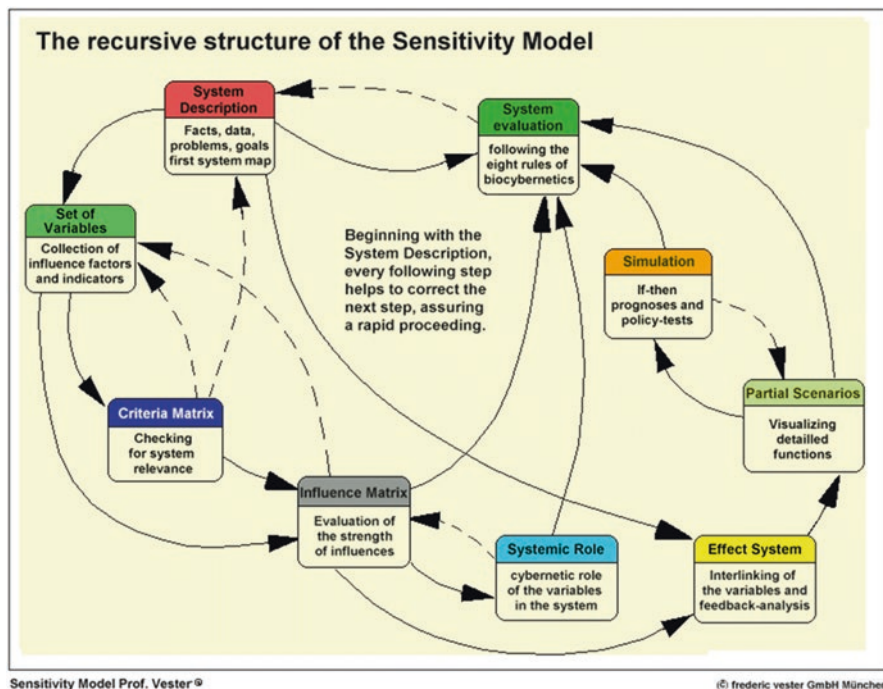 The recursive structure of the Sensitivity Model
System
Description
Facts, data,
problems, goals
first system map
System
evaluation
following the
eight rules of
biocybernetics
Set of
Variables
Collection of
influence factors
and indicators
Beginning with the
System Description,
every following step
helps to correct the
next step, assuring
a rapid proceeding.
Simulation
If-then
prognoses and
policy-tests
Criteria Matrix
Checking
for system
relevance
Partial Scenarios
Visualizing
detailled
functions
Influence Matrix
Evaluation of
the strength
of influences
Systemic Role
cybernetic role
of the variables
in the system
Effect System
Interlinking of
the variables and
feedback-analysis
Sensitivity Model Prof. Vester ®
© frederic vester GmbH München